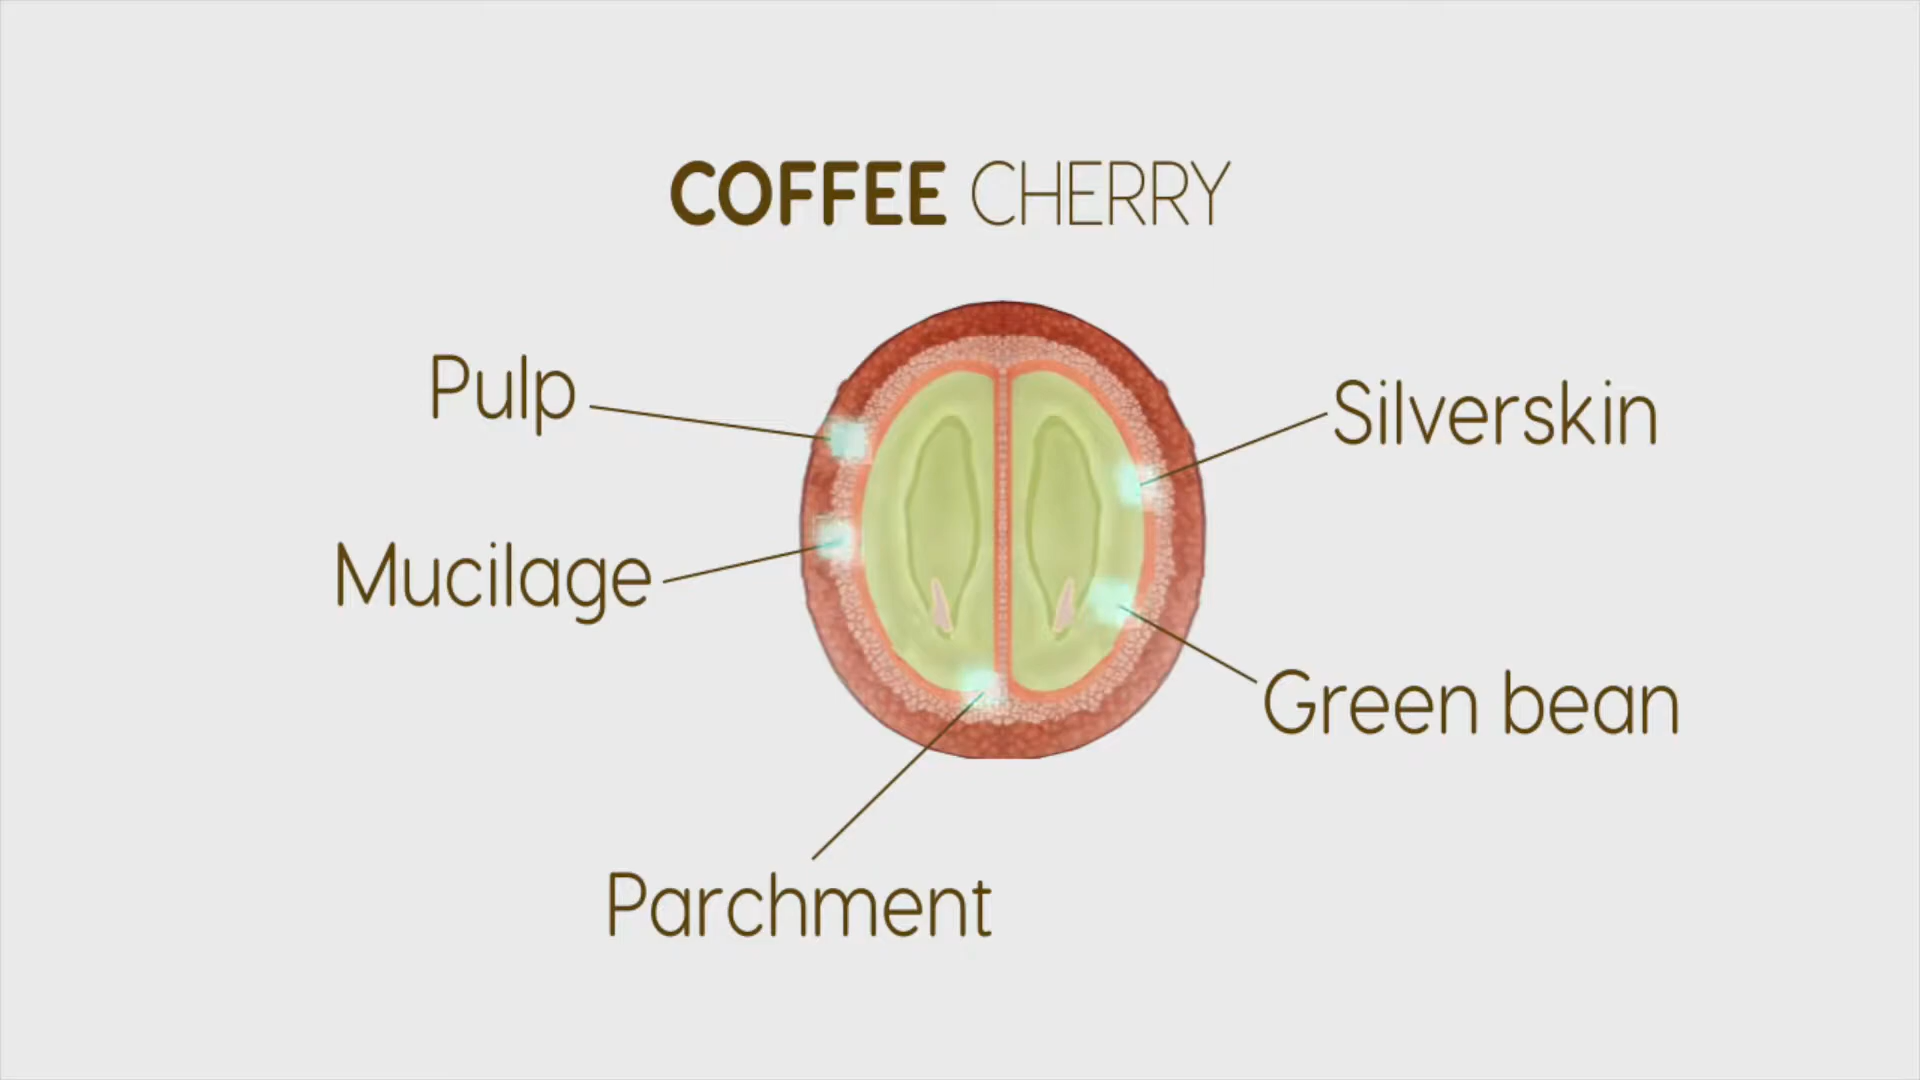 COFFEE CHERRY
Pulp
Silverskin
Mucilage
Green bean
Parchment